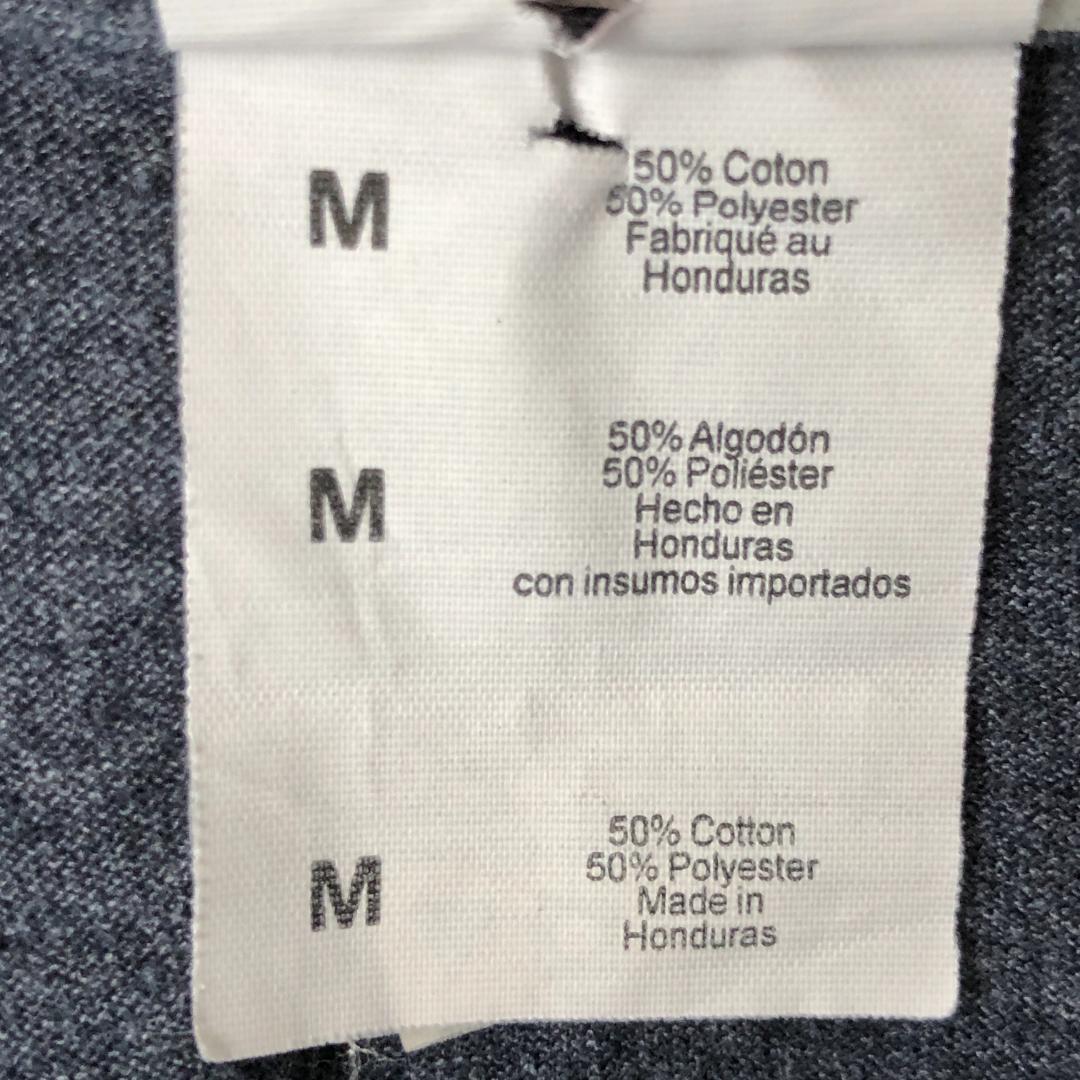 M
50% Coton
50% Polyester
Fabriqué au
Honduras
M
50% Algodón
50% Poliéster
Hecho en
Honduras
con insumos importados
M
50% Cotton
50% Polyester
Made in
Honduras